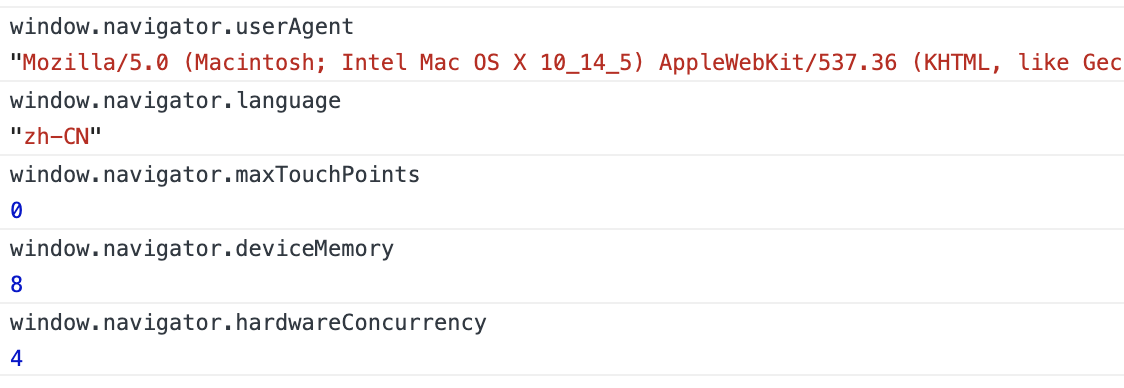 window.navigator.userAgent
"Mozilla/5.0 (Macintosh; Intel Mac OS X 10_14_5) AppleWebKit/537.36 (KHTML, like Gec
window.navigator.language
"zh-CN"
window.navigator.maxTouchPoints
0
window.navigator.deviceMemory
8
window.navigator.hardwareConcurrency
4